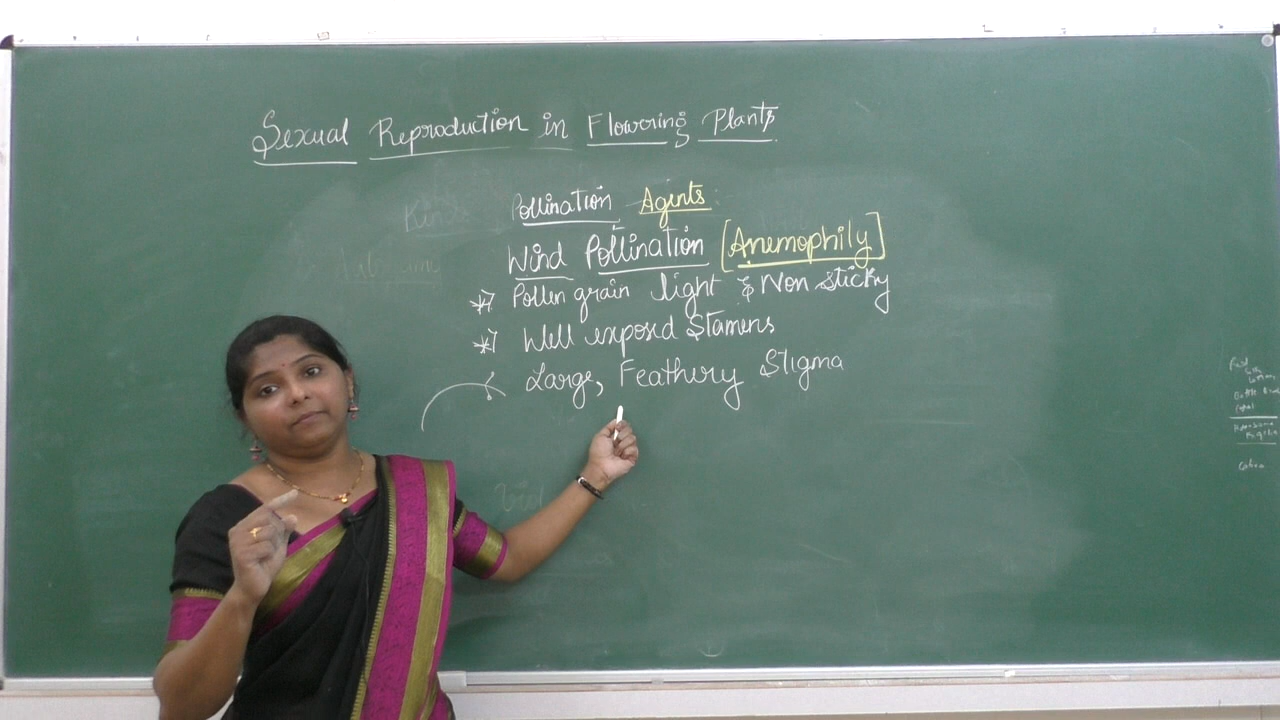 Sexual Reproduction in Flowering Plants
Pollination Agents:
Wind Pollination [Anemophily]
* Pollen grain light & Non sticky
* Well exposed Stamens
Large, Feathery Stigma